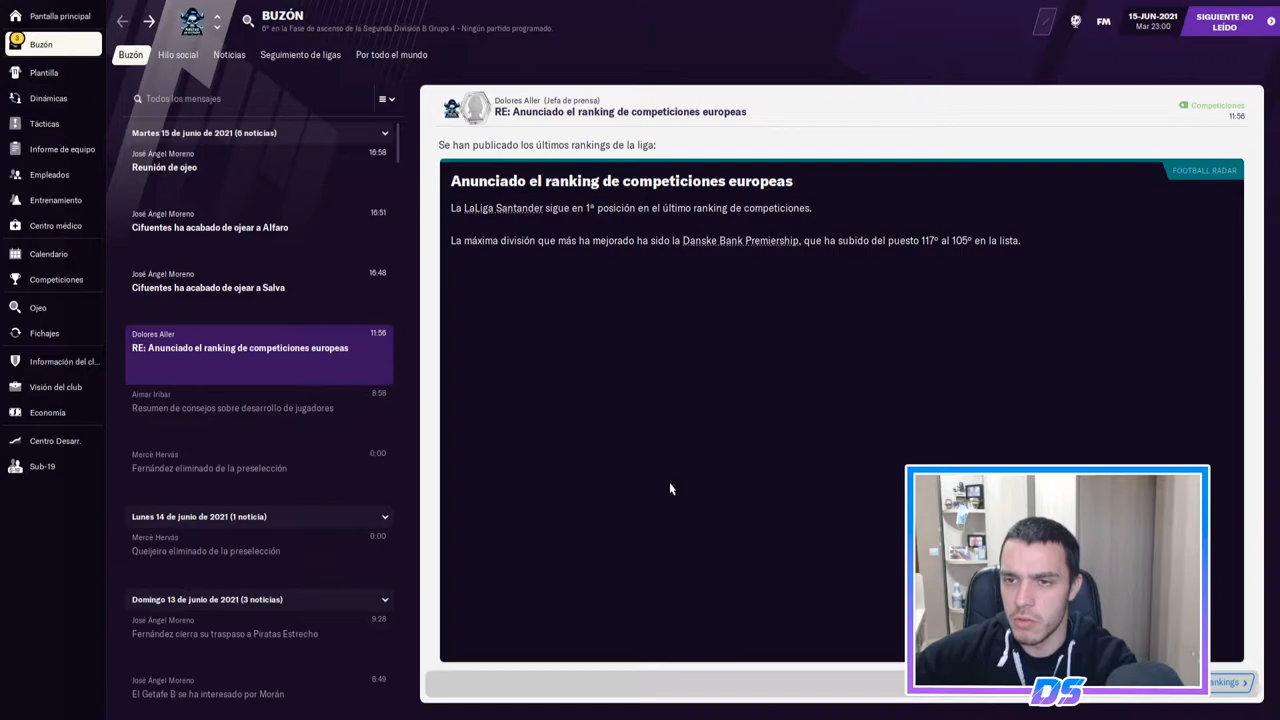 Pantalla principal
3
Buzón
Plantilla
Dinámicas
Tácticas
Informe de equipo
Empleados
Entrenamiento
Centro médico
Calendario
Competiciones
Ojeo
Fichajes
Información del cl...
Visión del club
Economía
Centro Desarr.
Sub-19
BUZÓN
6º en la Fase de ascenso de la Segunda División B Grupo 4 - Ningún partido programado.
FM
15-JUN-2021
Mar 23:00
SIGUIENTE NO
LEÍDO
Buzón
Hilo social
Noticias
Seguimiento de ligas
Por todo el mundo
Todos los mensajes
Martes 15 de junio de 2021 (6 noticias)
José Ángel Moreno 16:58
Reunión de ojeo
José Ángel Moreno 16:51
Cifuentes ha acabado de ojear a Alfaro
José Ángel Moreno 16:48
Cifuentes ha acabado de ojear a Salva
Dolores Aller 11:56
RE: Anunciado el ranking de competiciones europeas
Aimar Iribar 8:58
Resumen de consejos sobre desarrollo de jugadores
Mercè Hervás 0:00
Fernández eliminado de la preselección
Lunes 14 de junio de 2021 (1 noticia)
Mercè Hervás 0:00
Queijeiro eliminado de la preselección
Domingo 13 de junio de 2021 (3 noticias)
José Ángel Moreno 9:28
Fernández cierra su traspaso a Piratas Estrecho
José Ángel Moreno 8:49
El Getafe B se ha interesado por Morán
Dolores Aller (Jefa de prensa)
RE: Anunciado el ranking de competiciones europeas
Competiciones
11:56
Se han publicado los últimos rankings de la liga:
FOOTBALL RADAR
Anunciado el ranking de competiciones europeas
La LaLiga Santander sigue en 1ª posición en el último ranking de competiciones.
La máxima división que más ha mejorado ha sido la Danske Bank Premiership, que ha subido del puesto 117º al 105º en la lista.
ankings
DS